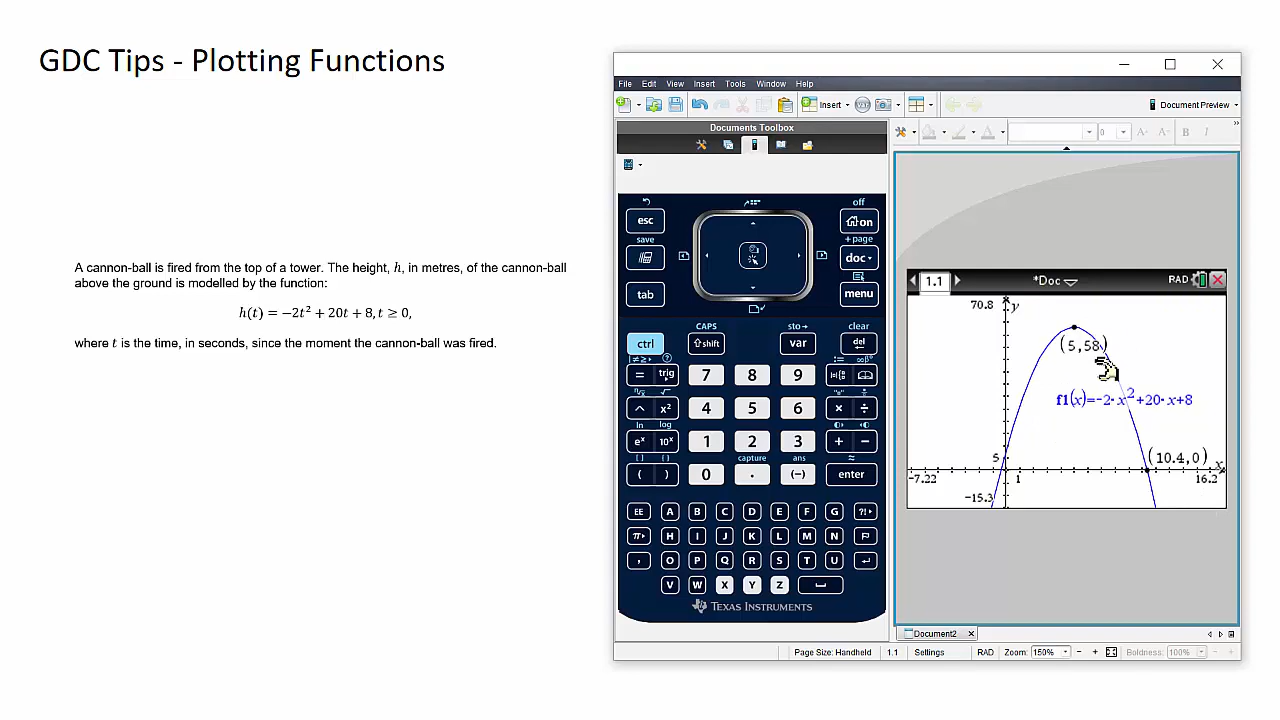 GDC Tips - Plotting Functions
A cannon-ball is fired from the top of a tower. The height, h, in metres, of the cannon-ball
above the ground is modelled by the function:
h(t) = −2t² + 20t + 8, t ≥ 0,
where t is the time, in seconds, since the moment the cannon-ball was fired.
File Edit View Insert Tools Window Help
Insert
Document Preview
Documents Toolbox
0
A- A- B I
off
esc
on
save
+page
doc
tab
menu
CAPS
sto→
clear
ctrl
shift
var
del
= trig 7 8 9
^ x² 4 5 6 × ÷
ln log
eˣ 10ˣ 1 2 3 + −
[ ] { }
capture
ans
≈
( ) 0 . (−) enter
EE A B C D E F G ?!
π H I J K L M N
, O P Q R S T U
V W X Y Z
TEXAS INSTRUMENTS
1.1
*Doc
RAD
70.8
y
(5,58)
f1(x)=-2·x²+20·x+8
(10.4,0)
x
5
-7.22
1
16.2
-15.3
Document2
Page Size: Handheld 1.1 Settings RAD Zoom: 150% − + Boldness: 100% − +